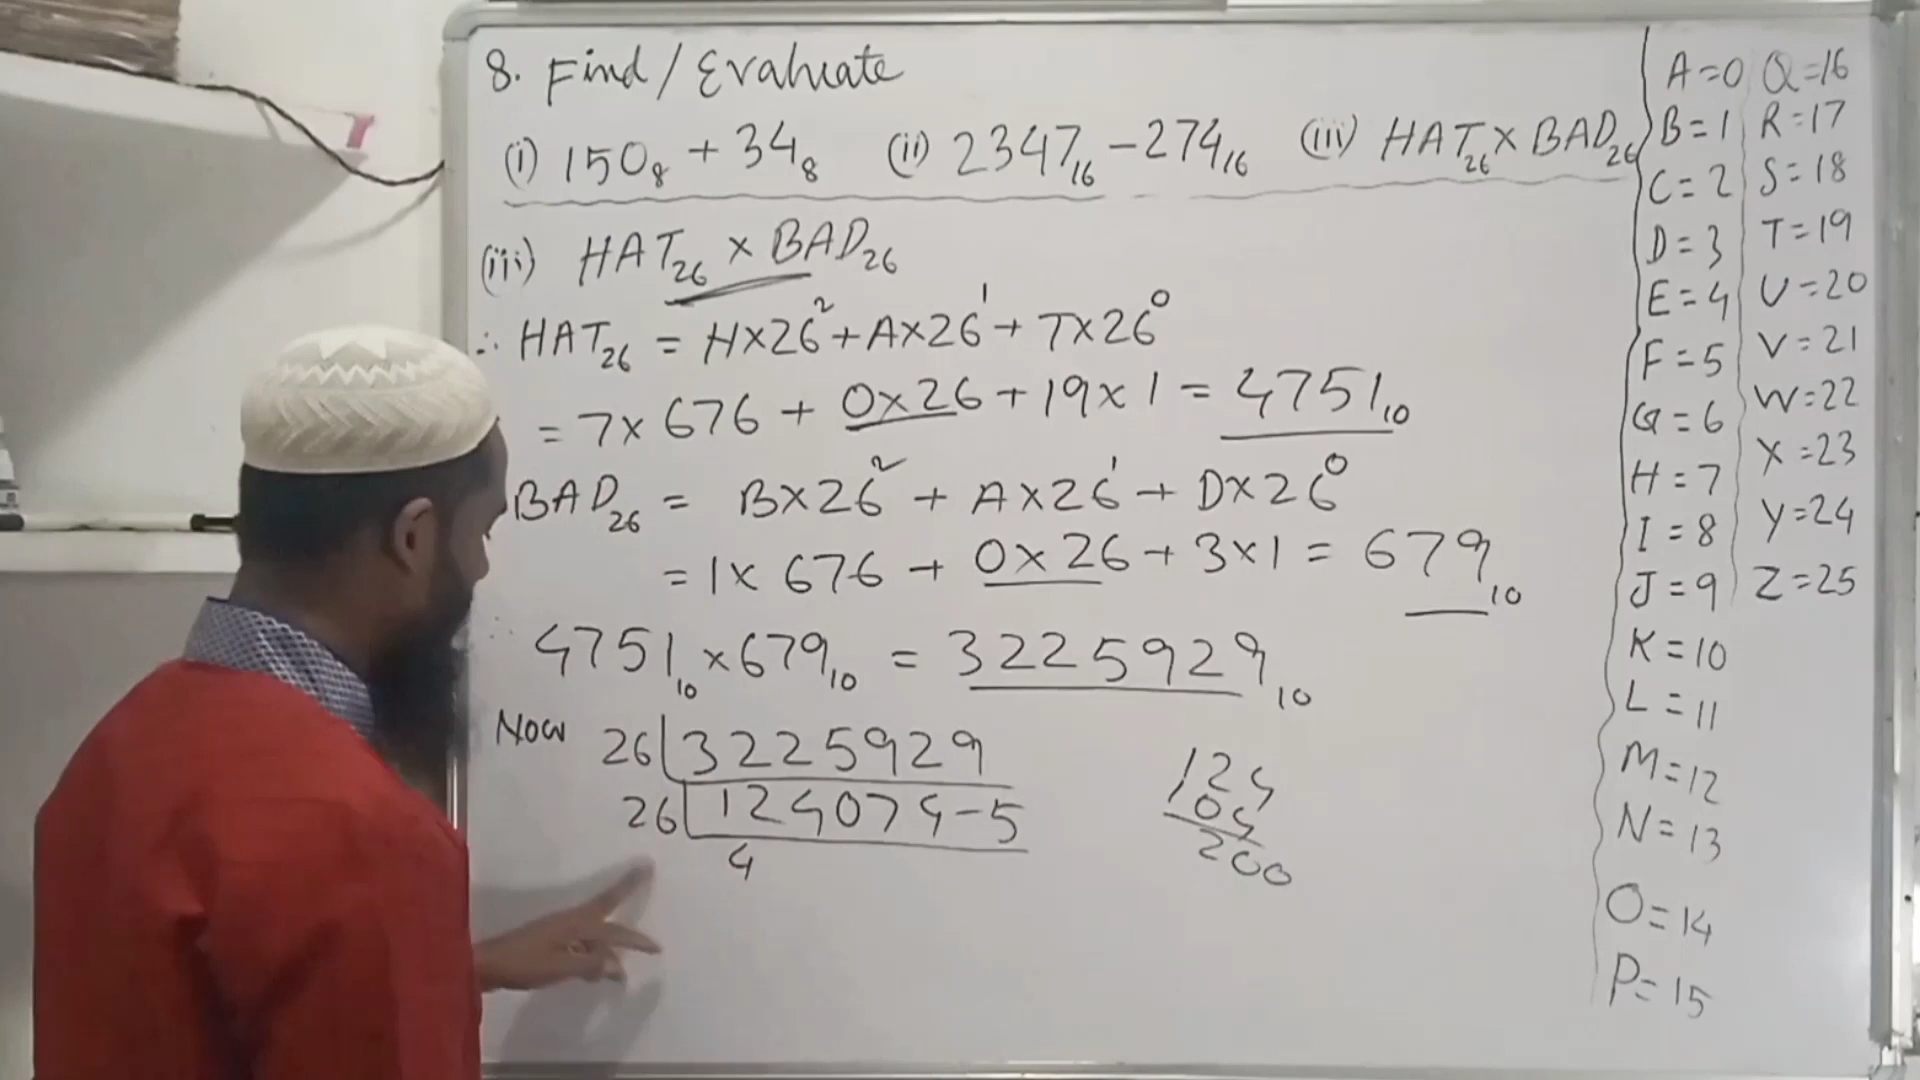 8. Find / Evaluate
(i) 150₈ + 34₈ (ii) 2347₁₆ - 274₁₆ (iii) HAT₂₆ × BAD₂₆
(iii) HAT₂₆ × BAD₂₆
∴ HAT₂₆ = H×26² + A×26¹ + T×26⁰
= 7×676 + 0×26 + 19×1 = 4751₁₀
BAD₂₆ = B×26² + A×26¹ + D×26⁰
= 1×676 + 0×26 + 3×1 = 679₁₀
4751₁₀ × 679₁₀ = 3225929₁₀
Now 26 | 3225929
26 | 124074 - 5
4
124
104
200
A = 0
B = 1
C = 2
D = 3
E = 4
F = 5
G = 6
H = 7
I = 8
J = 9
K = 10
L = 11
M = 12
N = 13
O = 14
P = 15
Q = 16
R = 17
S = 18
T = 19
U = 20
V = 21
W = 22
X = 23
Y = 24
Z = 25